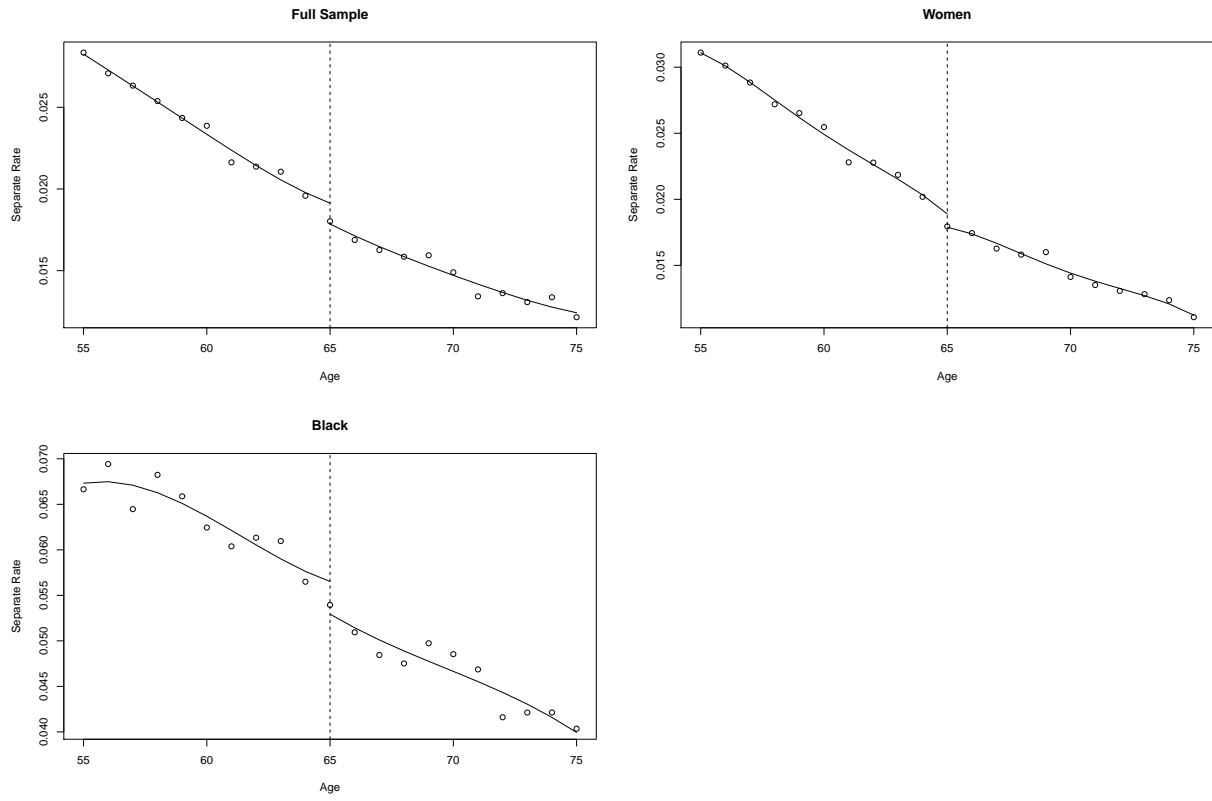 Full Sample
Separate Rate
0.025
0.020
0.015
55 60 65 70 75
Age
Women
Separate Rate
0.030
0.025
0.020
0.015
55 60 65 70 75
Age
Black
Separate Rate
0.070
0.065
0.060
0.055
0.050
0.045
0.040
55 60 65 70 75
Age